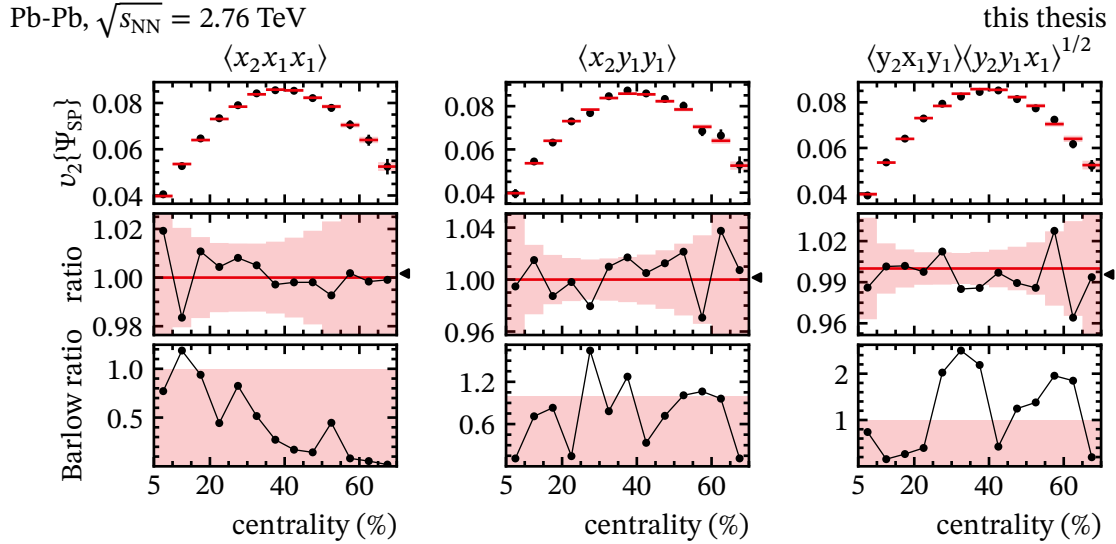 Pb-Pb, √s_NN = 2.76 TeV this thesis
⟨x₂x₁x₁⟩ ⟨x₂y₁y₁⟩ ⟨y₂x₁y₁⟩⟨y₂y₁x₁⟩^1/2
v₂{Ψ_SP}
0.08 0.08 0.08
0.06 0.06 0.06
0.04 0.04 0.04
ratio
1.02 1.04 1.02
1.00 1.00 0.99
0.98 0.96 0.96
Barlow ratio
1.0 1.2 2
0.5 0.6 1
5 20 40 60 5 20 40 60 5 20 40 60
centrality (%) centrality (%) centrality (%)